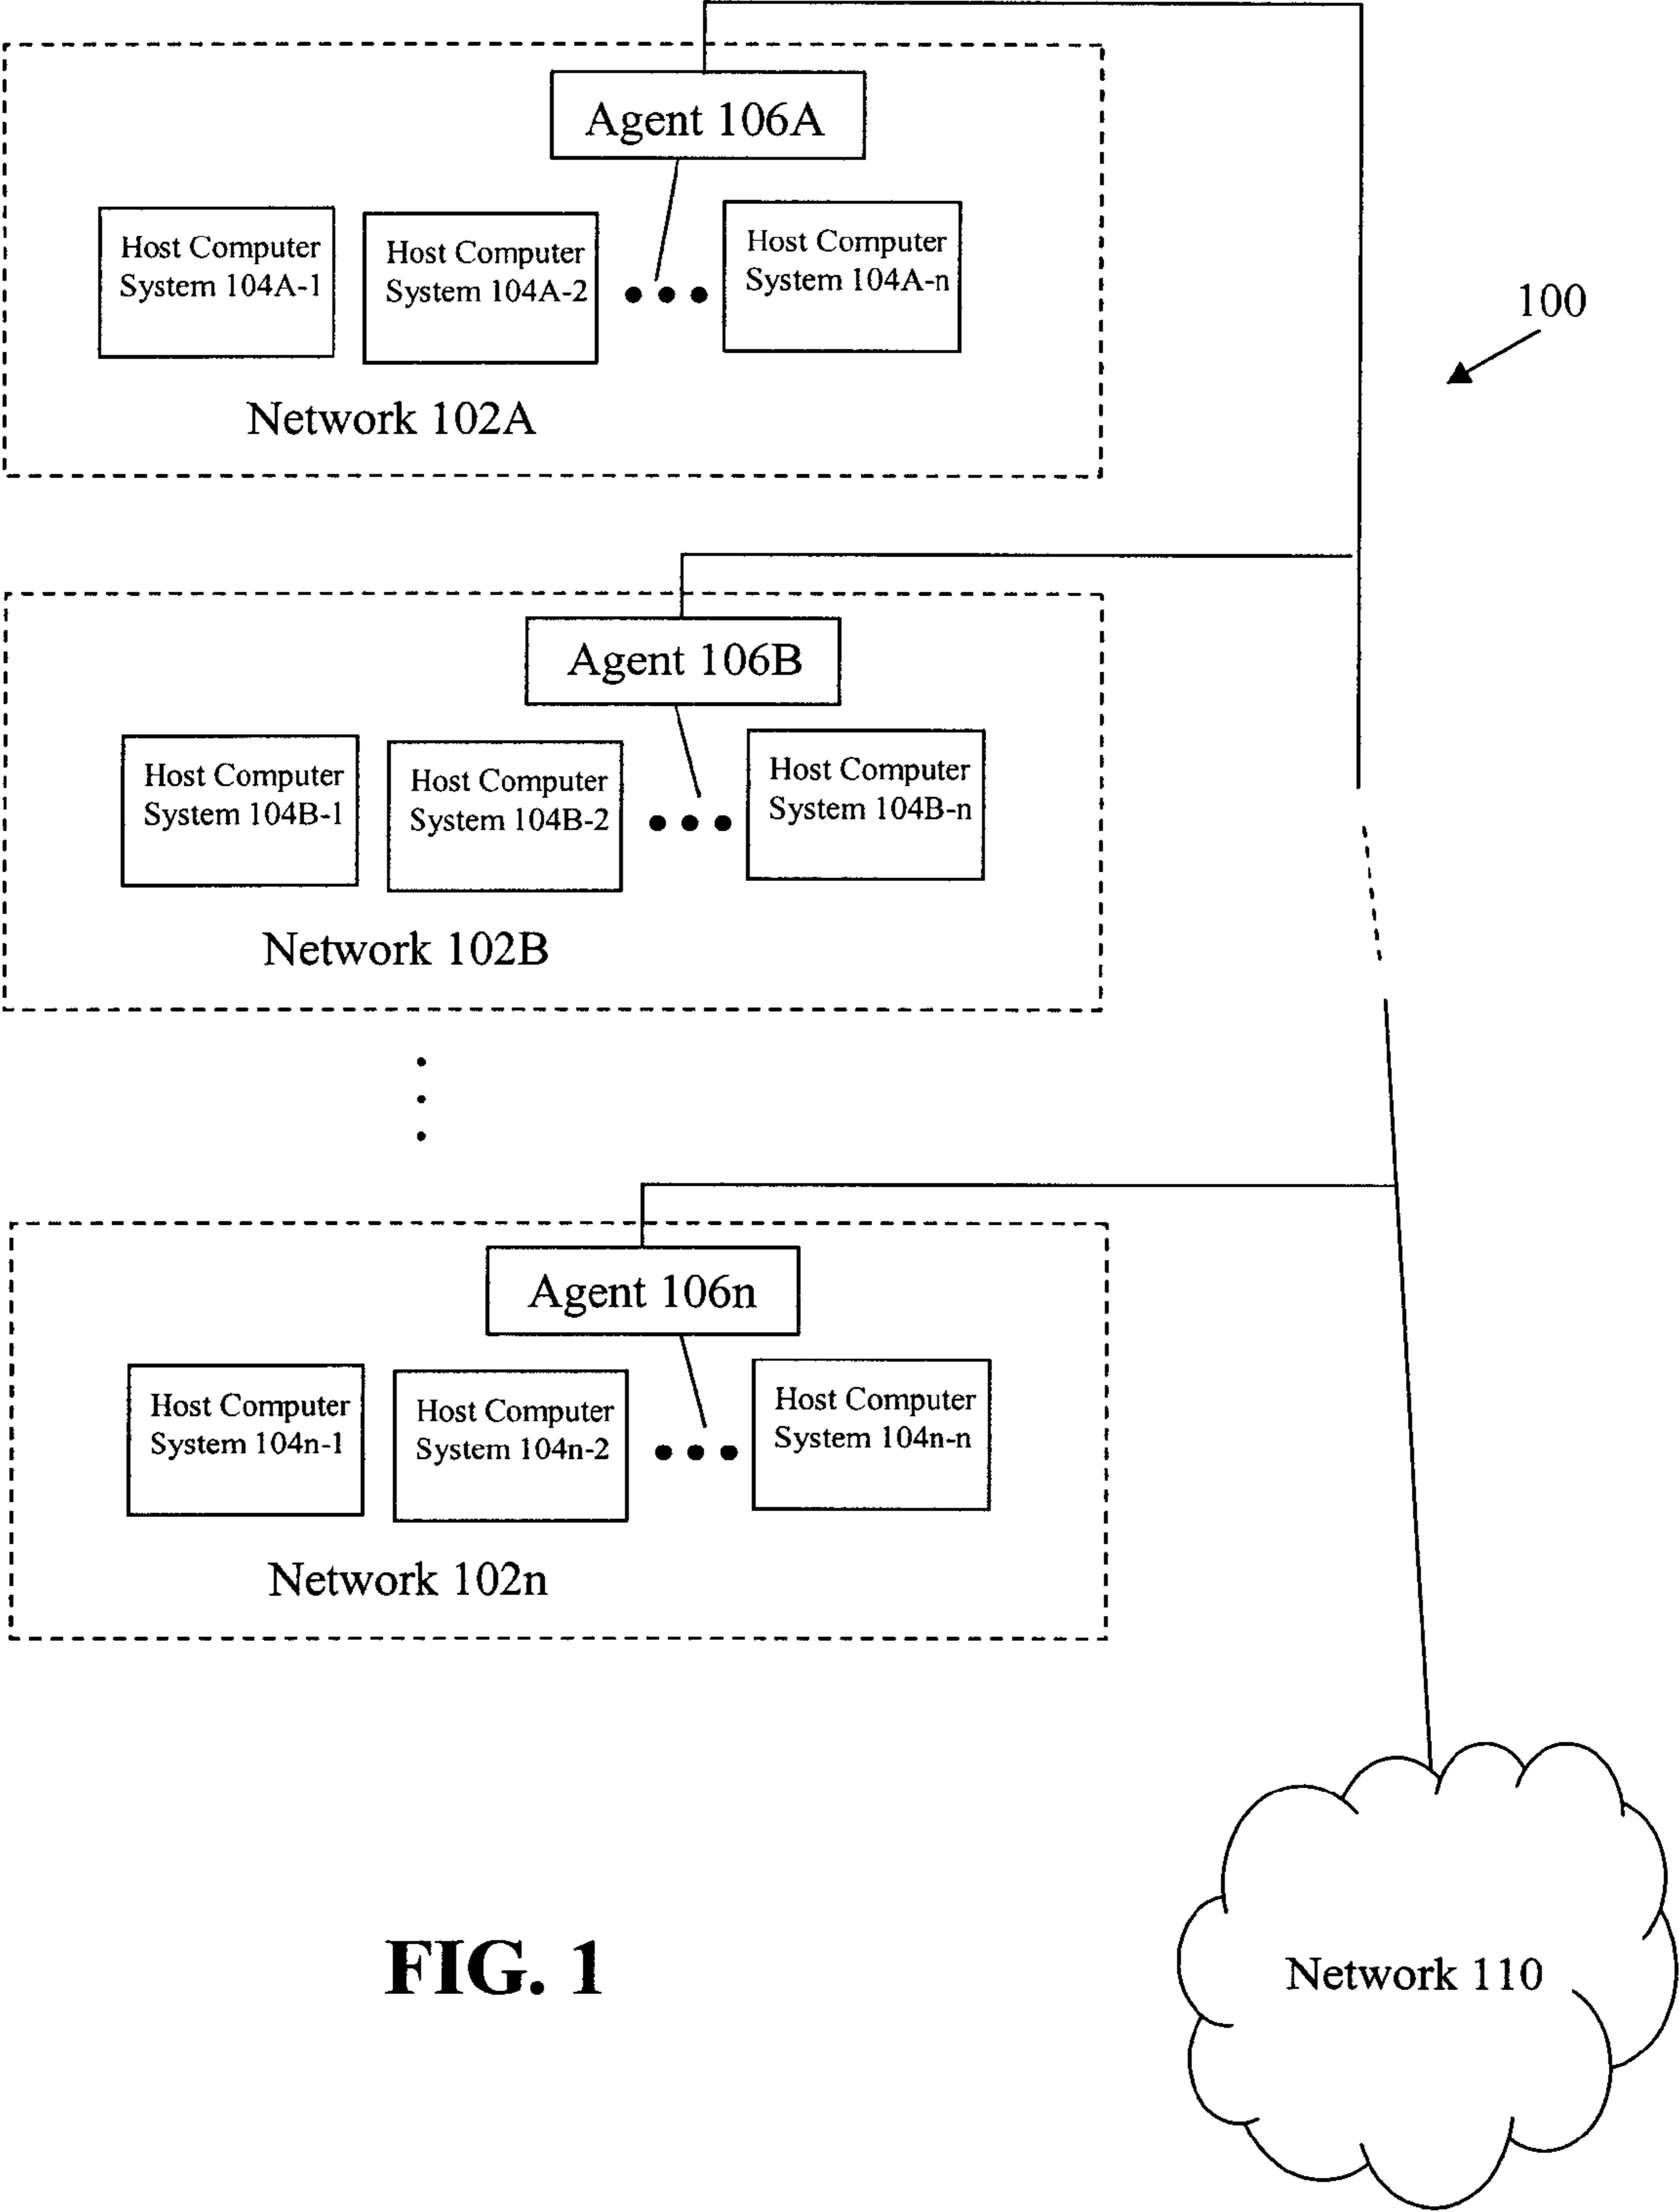 Agent 106A
Host Computer
System 104A-1
Host Computer
System 104A-2
Host Computer
System 104A-n
Network 102A
100
Agent 106B
Host Computer
System 104B-1
Host Computer
System 104B-2
Host Computer
System 104B-n
Network 102B
Agent 106n
Host Computer
System 104n-1
Host Computer
System 104n-2
Host Computer
System 104n-n
Network 102n
FIG. 1
Network 110